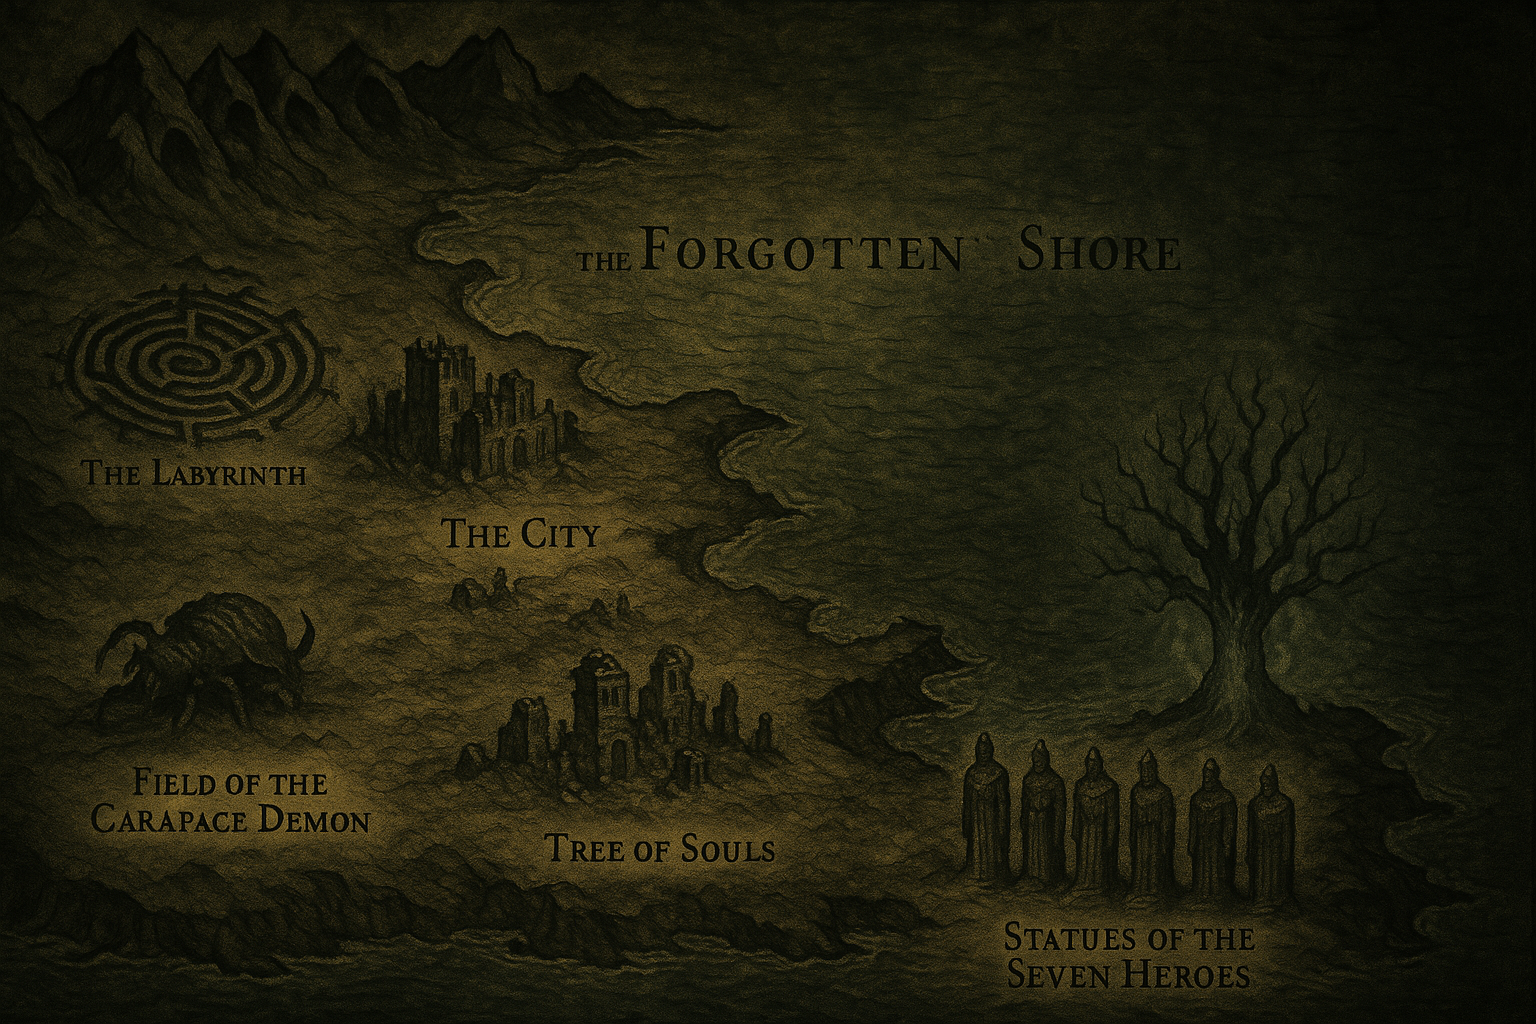 THE FORGOTTEN SHORE
THE LABYRINTH
THE CITY
FIELD OF THE
CARAPACE DEMON
TREE OF SOULS
STATUES OF THE
SEVEN HEROES